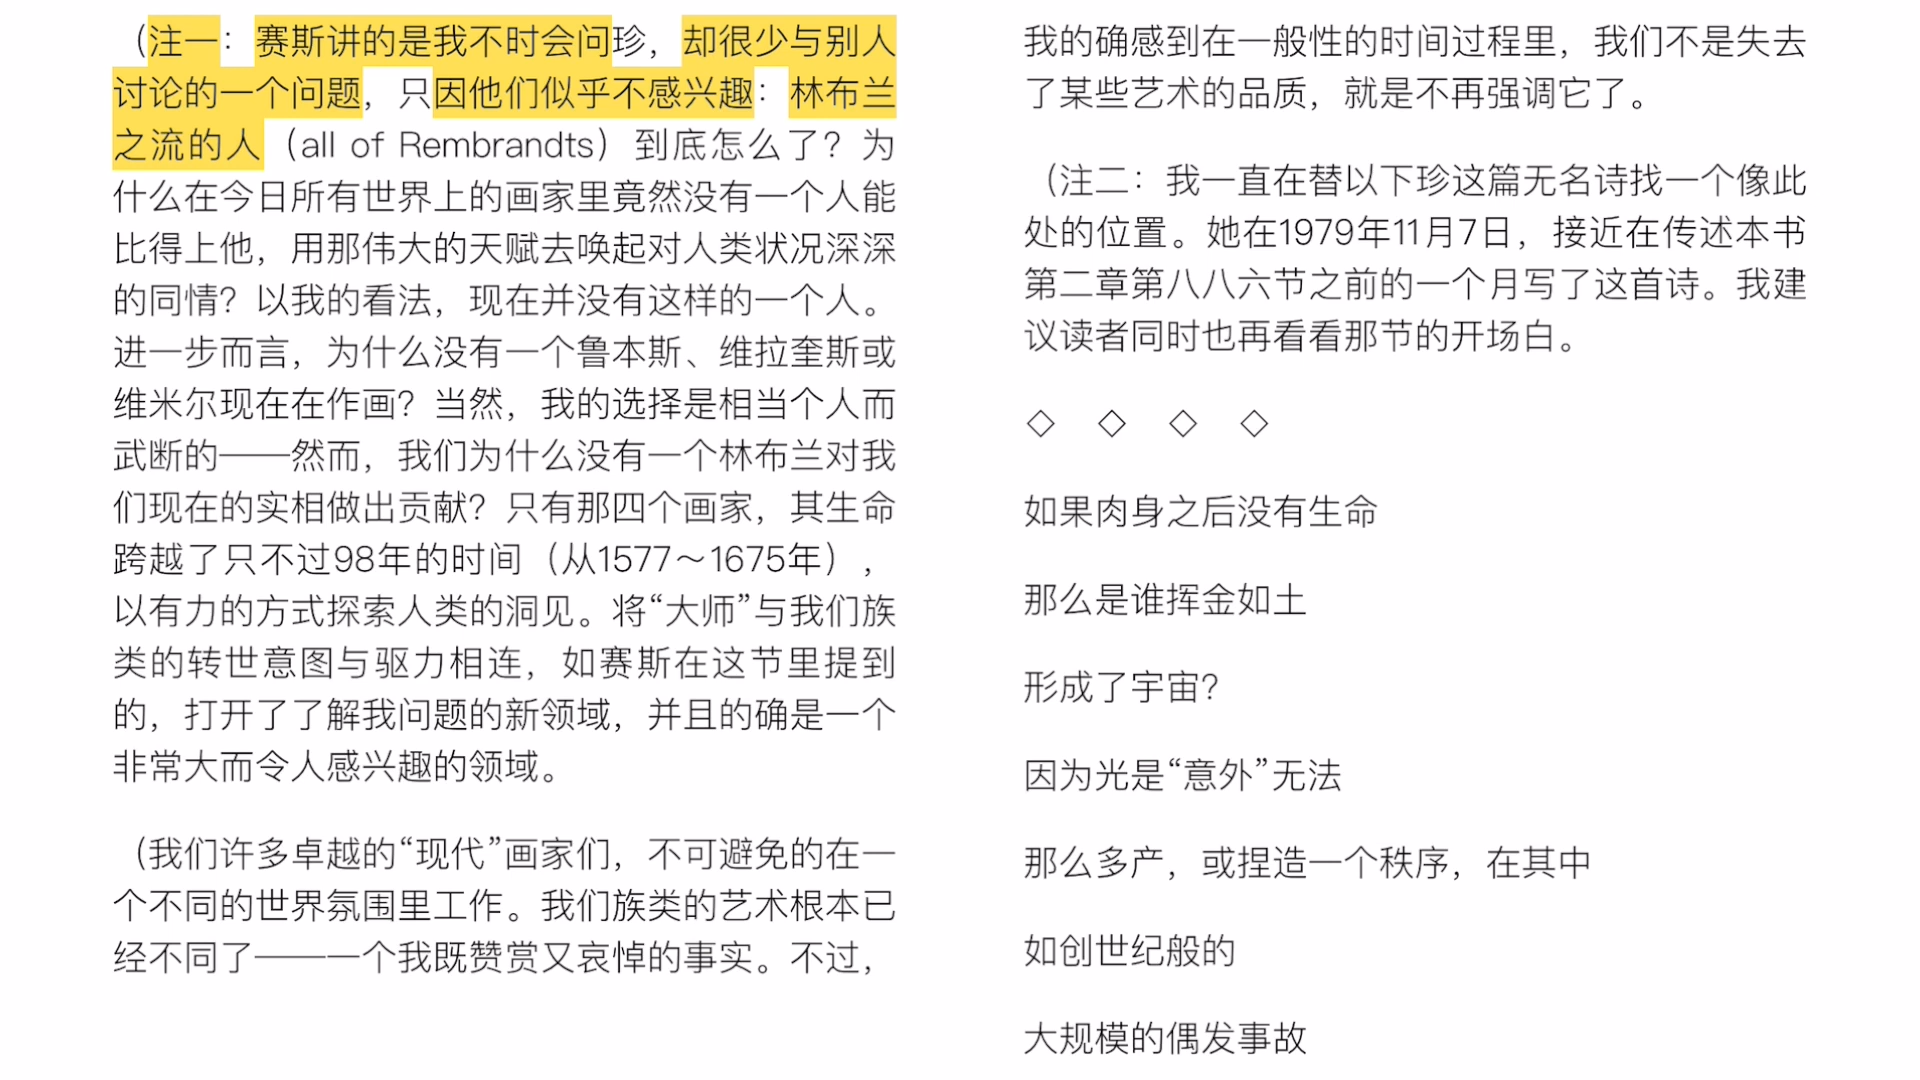 （注一：赛斯讲的是我不时会问珍，却很少与别人
讨论的一个问题，只因他们似乎不感兴趣：林布兰
之流的人（all of Rembrandts）到底怎么了？为
什么在今日所有世界上的画家里竟然没有一个人能
比得上他，用那伟大的天赋去唤起对人类状况深深
的同情？以我的看法，现在并没有这样的一个人。
进一步而言，为什么没有一个鲁本斯、维拉奎斯或
维米尔现在在作画？当然，我的选择是相当个人而
武断的——然而，我们为什么没有一个林布兰对我
们现在的实相做出贡献？只有那四个画家，其生命
跨越了只不过98年的时间（从1577～1675年），
以有力的方式探索人类的洞见。将“大师”与我们族
类的转世意图与驱力相连，如赛斯在这节里提到
的，打开了了解我问题的新领域，并且的确是一个
非常大而令人感兴趣的领域。
（我们许多卓越的“现代”画家们，不可避免的在一
个不同的世界氛围里工作。我们族类的艺术根本已
经不同了——一个我既赞赏又哀悼的事实。不过，
我的确感到在一般性的时间过程里，我们不是失去
了某些艺术的品质，就是不再强调它了。
（注二：我一直在替以下珍这篇无名诗找一个像此
处的位置。她在1979年11月7日，接近在传述本书
第二章第八八六节之前的一个月写了这首诗。我建
议读者同时也再看看那节的开场白。
◇ ◇ ◇ ◇
如果肉身之后没有生命
那么是谁挥金如土
形成了宇宙？
因为光是“意外”无法
那么多产，或捏造一个秩序，在其中
如创世纪般的
大规模的偶发事故